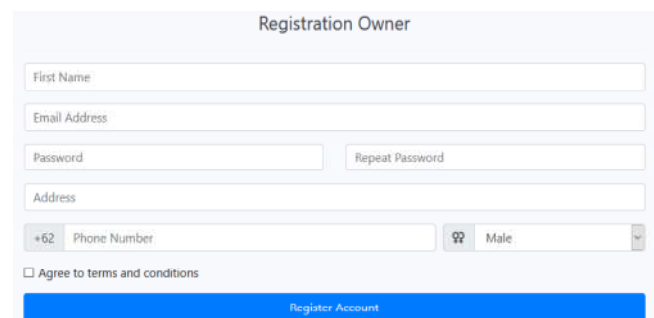 Registration Owner
First Name
Email Address
Password Repeat Password
Address
+62 Phone Number Male
Agree to terms and conditions
Register Account